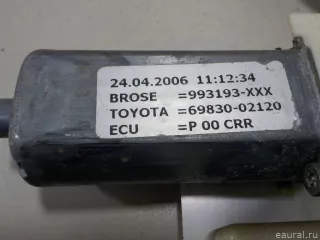 24.04.2006 11:12:34
BROSE =993193-XXX
TOYOTA =69830-02120
ECU =P 00 CRR
eaural.ru